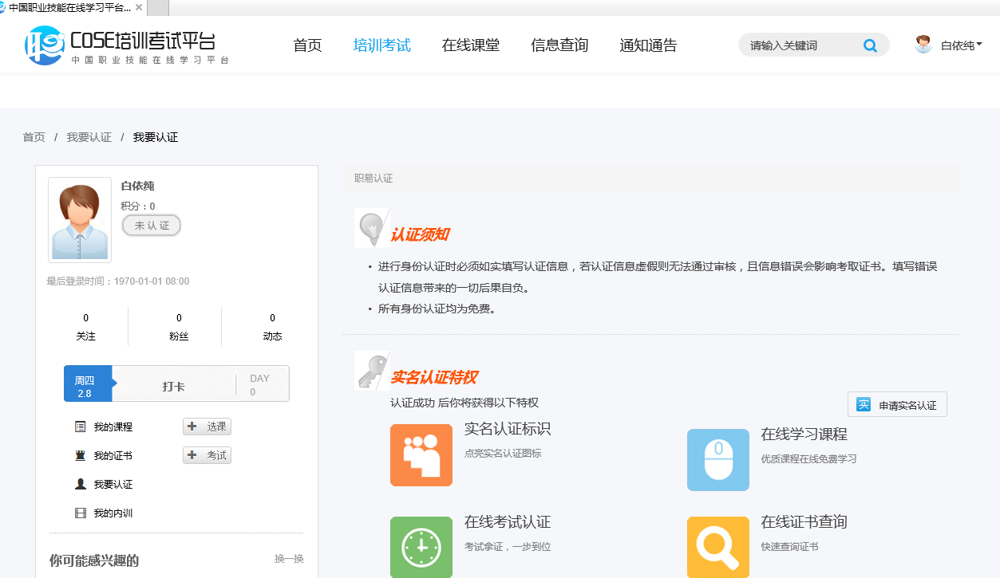 中国职业技能在线学习平台...
COSE培训考试平台
中国职业技能在线学习平台
首页 培训考试 在线课堂 信息查询 通知通告
请输入关键词
白依纯
首页 / 我要认证 / 我要认证
白依纯
积分：0
未认证
最后登录时间：1970-01-01 08:00
0 0 0
关注 粉丝 动态
周四
2.8
打卡
DAY
0
我的课程
选课
我的证书
考试
我要认证
我的内训
你可能感兴趣的
换一换
职易认证
认证须知
• 进行身份认证时必须如实填写认证信息，若认证信息虚假则无法通过审核，且信息错误会影响考取证书。填写错误
认证信息带来的一切后果自负。
• 所有身份认证均为免费。
实名认证特权
认证成功 后你将获得以下特权
实 申请实名认证
实名认证标识
点亮实名认证图标
在线学习课程
优质课程在线免费学习
在线考试认证
考试拿证，一步到位
在线证书查询
快速查询证书